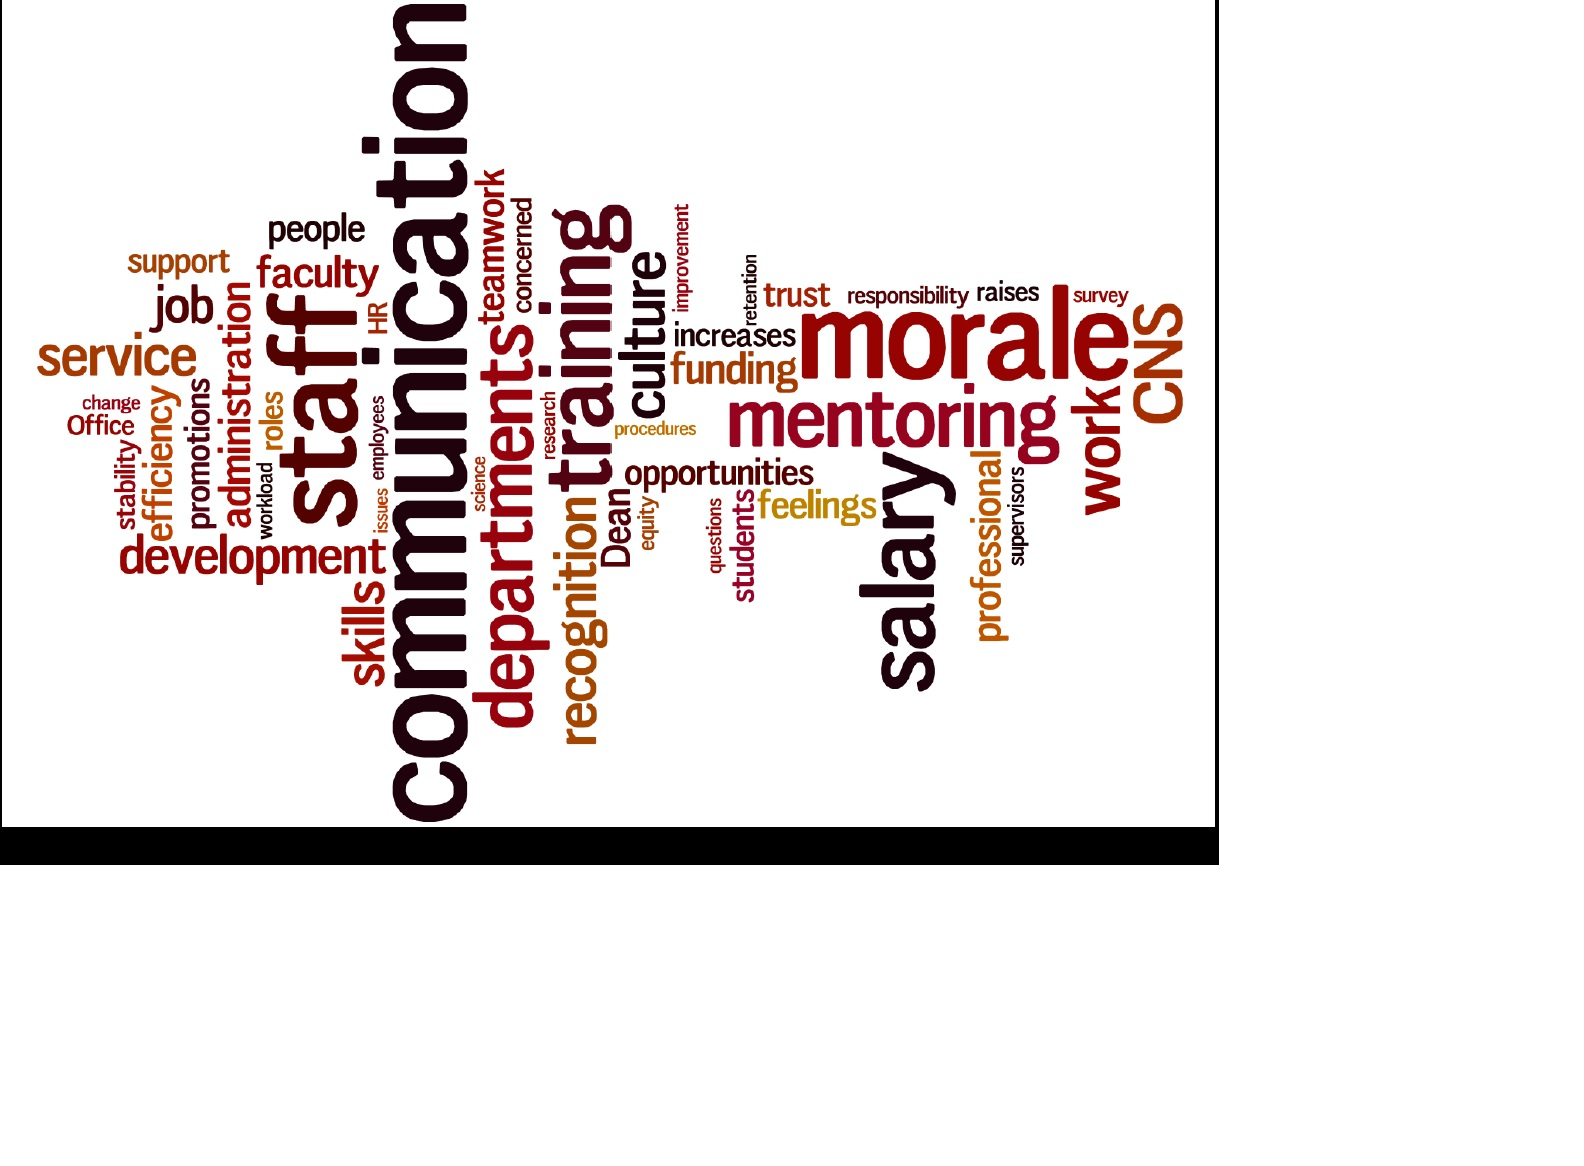 communication
people
support
faculty
job
HR
service
administration
staff
change
Office
efficiency
promotions
roles
employees
stability
workload
issues
development
skills
teamwork
concerned
departments
science
research
training
culture
improvement
procedures
recognition
Dean
equity
opportunities
retention
trust
responsibility
raises
survey
increases
funding
morale
CNS
mentoring
work
questions
students
feelings
salary
professional
supervisors